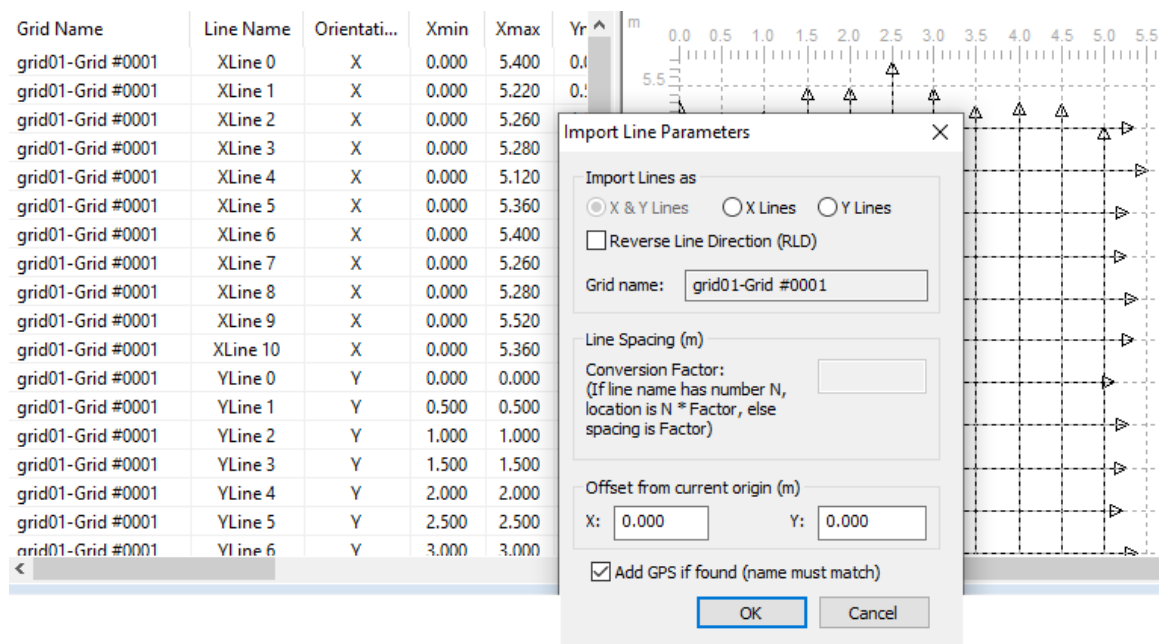 Grid Name Line Name Orientati... Xmin Xmax
grid01-Grid #0001 XLine 0 X 0.000 5.400
grid01-Grid #0001 XLine 1 X 0.000 5.220
grid01-Grid #0001 XLine 2 X 0.000 5.260
grid01-Grid #0001 XLine 3 X 0.000 5.280
grid01-Grid #0001 XLine 4 X 0.000 5.120
grid01-Grid #0001 XLine 5 X 0.000 5.360
grid01-Grid #0001 XLine 6 X 0.000 5.400
grid01-Grid #0001 XLine 7 X 0.000 5.260
grid01-Grid #0001 XLine 8 X 0.000 5.280
grid01-Grid #0001 XLine 9 X 0.000 5.520
grid01-Grid #0001 XLine 10 X 0.000 5.360
grid01-Grid #0001 YLine 0 Y 0.000 0.000
grid01-Grid #0001 YLine 1 Y 0.500 0.500
grid01-Grid #0001 YLine 2 Y 1.000 1.000
grid01-Grid #0001 YLine 3 Y 1.500 1.500
grid01-Grid #0001 YLine 4 Y 2.000 2.000
grid01-Grid #0001 YLine 5 Y 2.500 2.500
grid01-Grid #0001 YLine 6 Y 3.000 3.000
m
0.0 0.5 1.0 1.5 2.0 2.5 3.0 3.5 4.0 4.5 5.0 5.5
5.5
Import Line Parameters
Import Lines as
X & Y Lines X Lines Y Lines
Reverse Line Direction (RLD)
Grid name: grid01-Grid #0001
Line Spacing (m)
Conversion Factor:
(If line name has number N,
location is N * Factor, else
spacing is Factor)
Offset from current origin (m)
X: 0.000 Y: 0.000
Add GPS if found (name must match)
OK Cancel